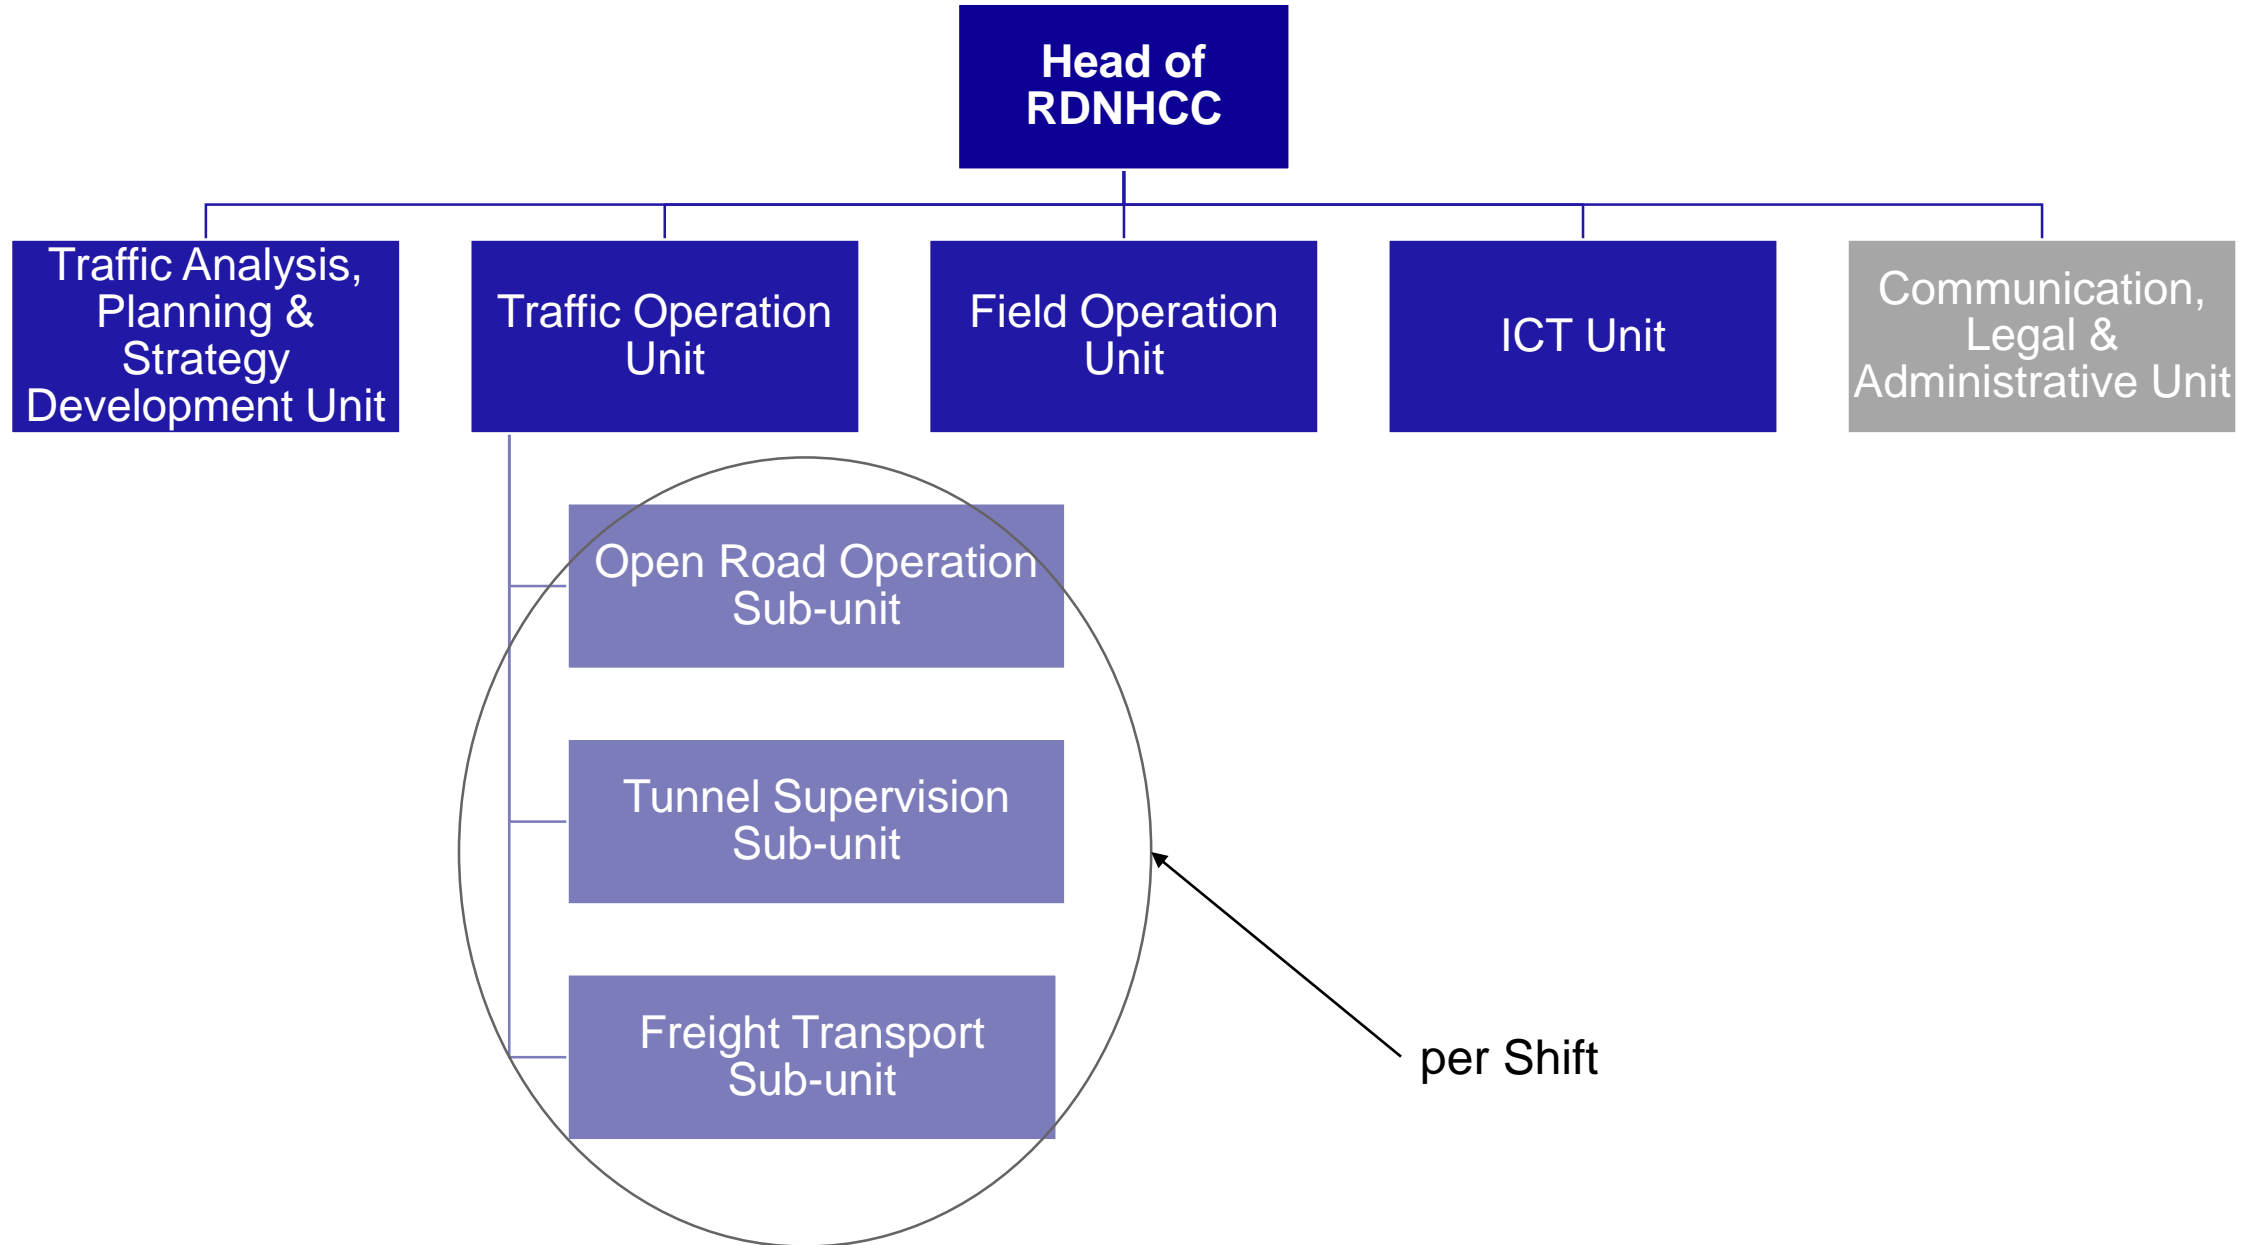 Head of
RDNHCC
Traffic Analysis,
Planning &
Strategy
Development Unit
Traffic Operation
Unit
Field Operation
Unit
ICT Unit
Communication,
Legal &
Administrative Unit
Open Road Operation
Sub-unit
Tunnel Supervision
Sub-unit
Freight Transport
Sub-unit
per Shift